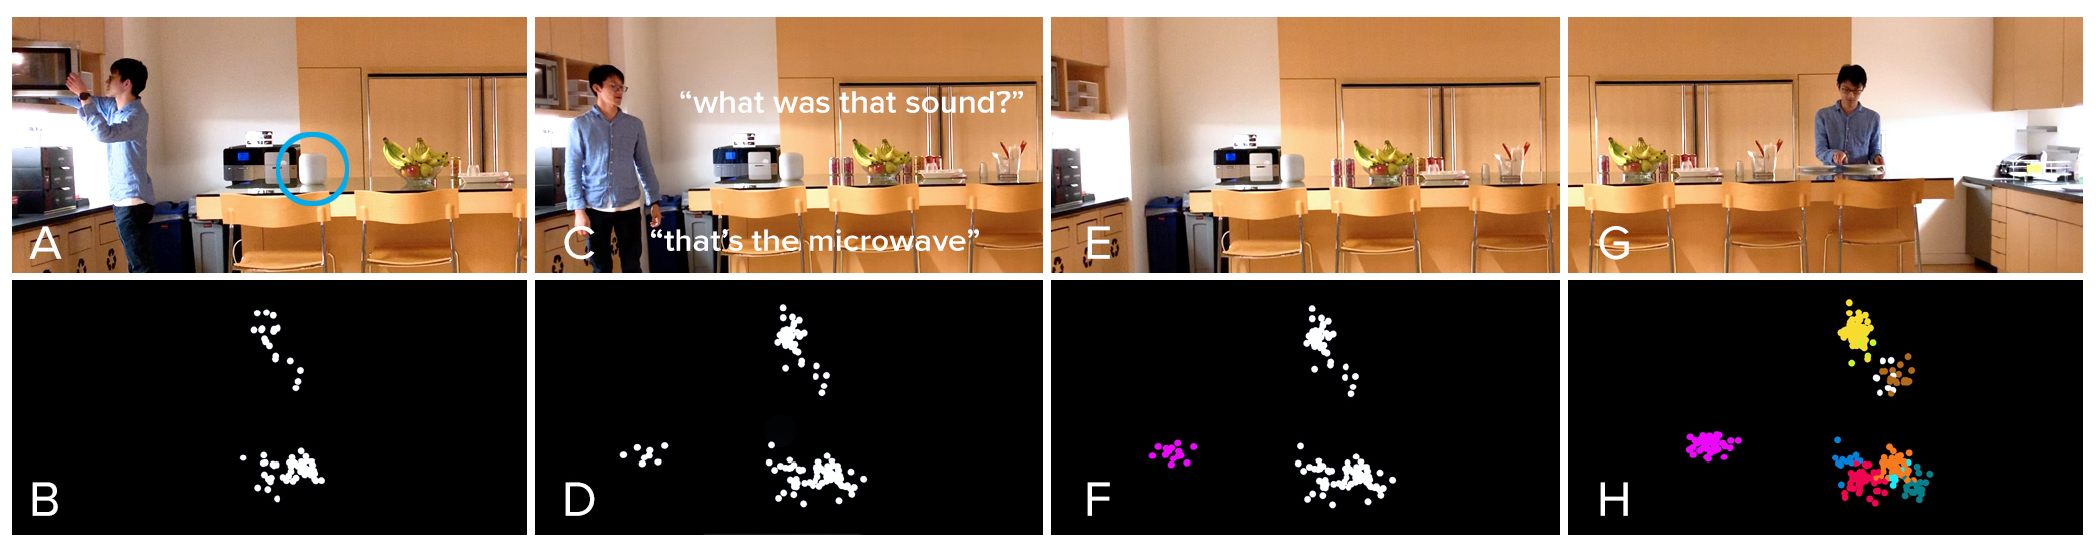 A
“what was that sound?”
C
“that’s the microwave”
E
G
B
D
F
H